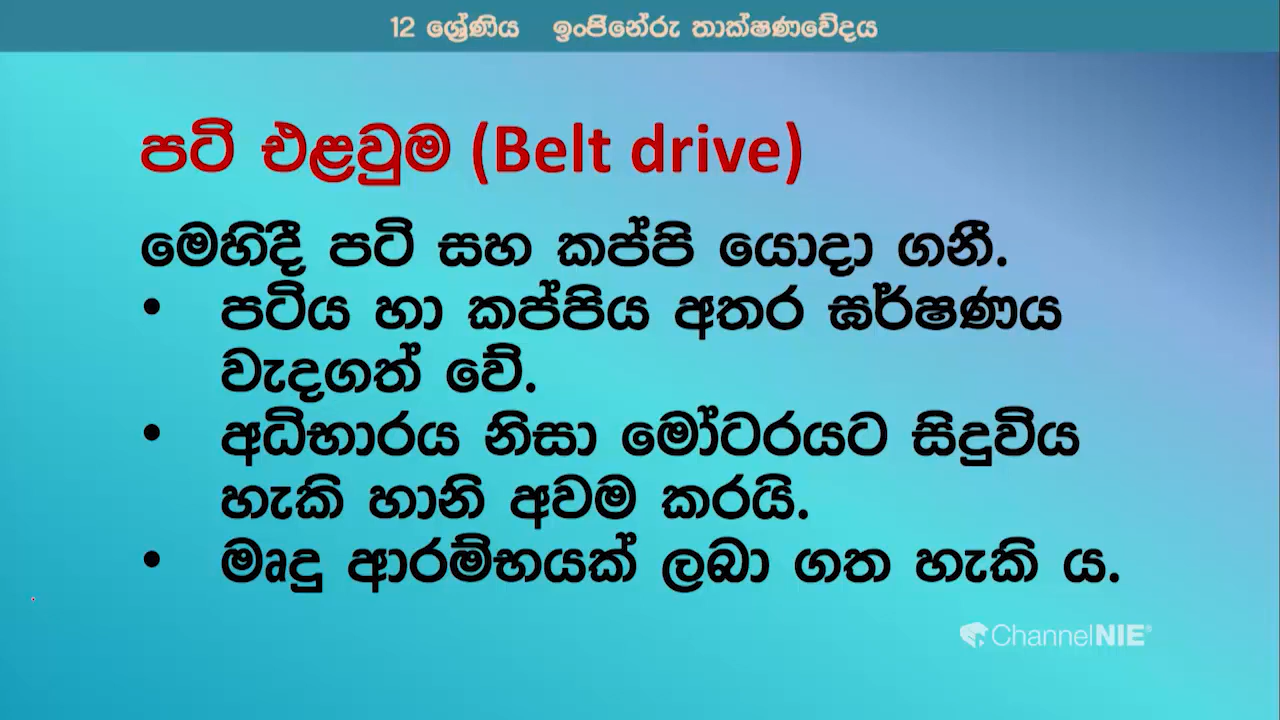 12 ශ්‍රේණිය ඉංජිනේරු තාක්ෂණවේදය
පටි එළවුම (Belt drive)
මෙහිදී පටි සහ කප්පි යොදා ගනී.
• පටිය හා කප්පිය අතර ඝර්ෂණය
වැදගත් වේ.
• අධිභාරය නිසා මෝටරයට සිදුවිය
හැකි හානි අවම කරයි.
• මෘදු ආරම්භයක් ලබා ගත හැකි ය.
ChannelNIE